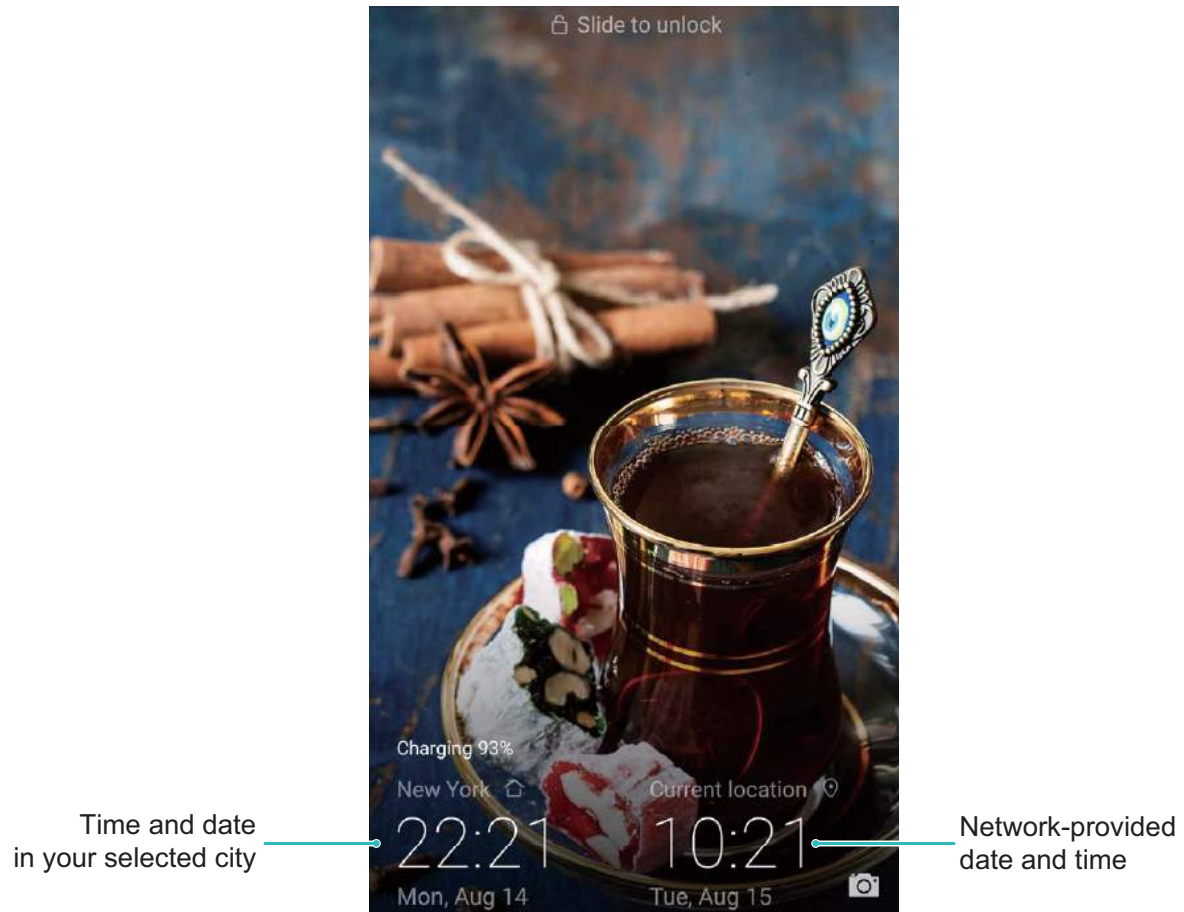 Slide to unlock
Charging 93%
New York
Current location
22:21
10:21
Mon, Aug 14
Tue, Aug 15
Time and date
in your selected city
Network-provided
date and time